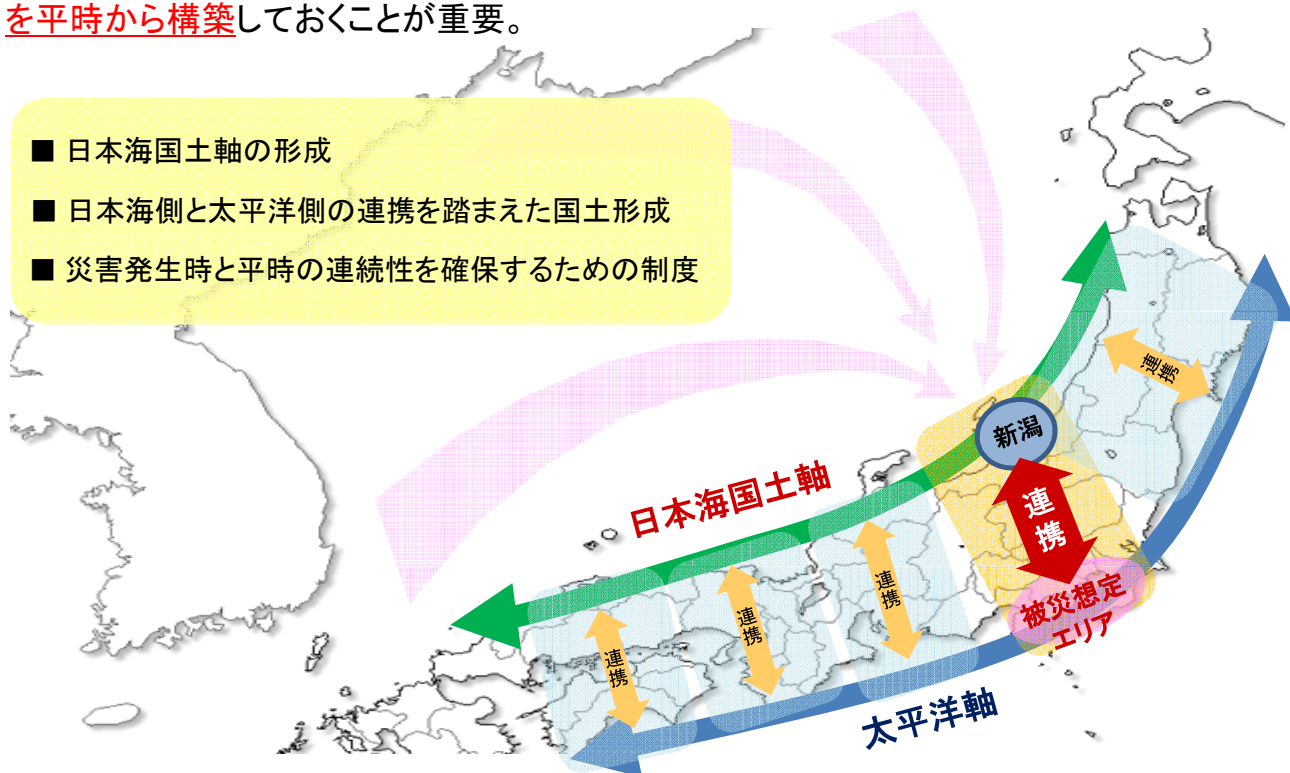 を平時から構築しておくことが重要。
■ 日本海国土軸の形成
■ 日本海側と太平洋側の連携を踏まえた国土形成
■ 災害発生時と平時の連続性を確保するための制度
連携
新潟
日本海国土軸
連携
連携
連携
連携
被災想定
エリア
太平洋軸